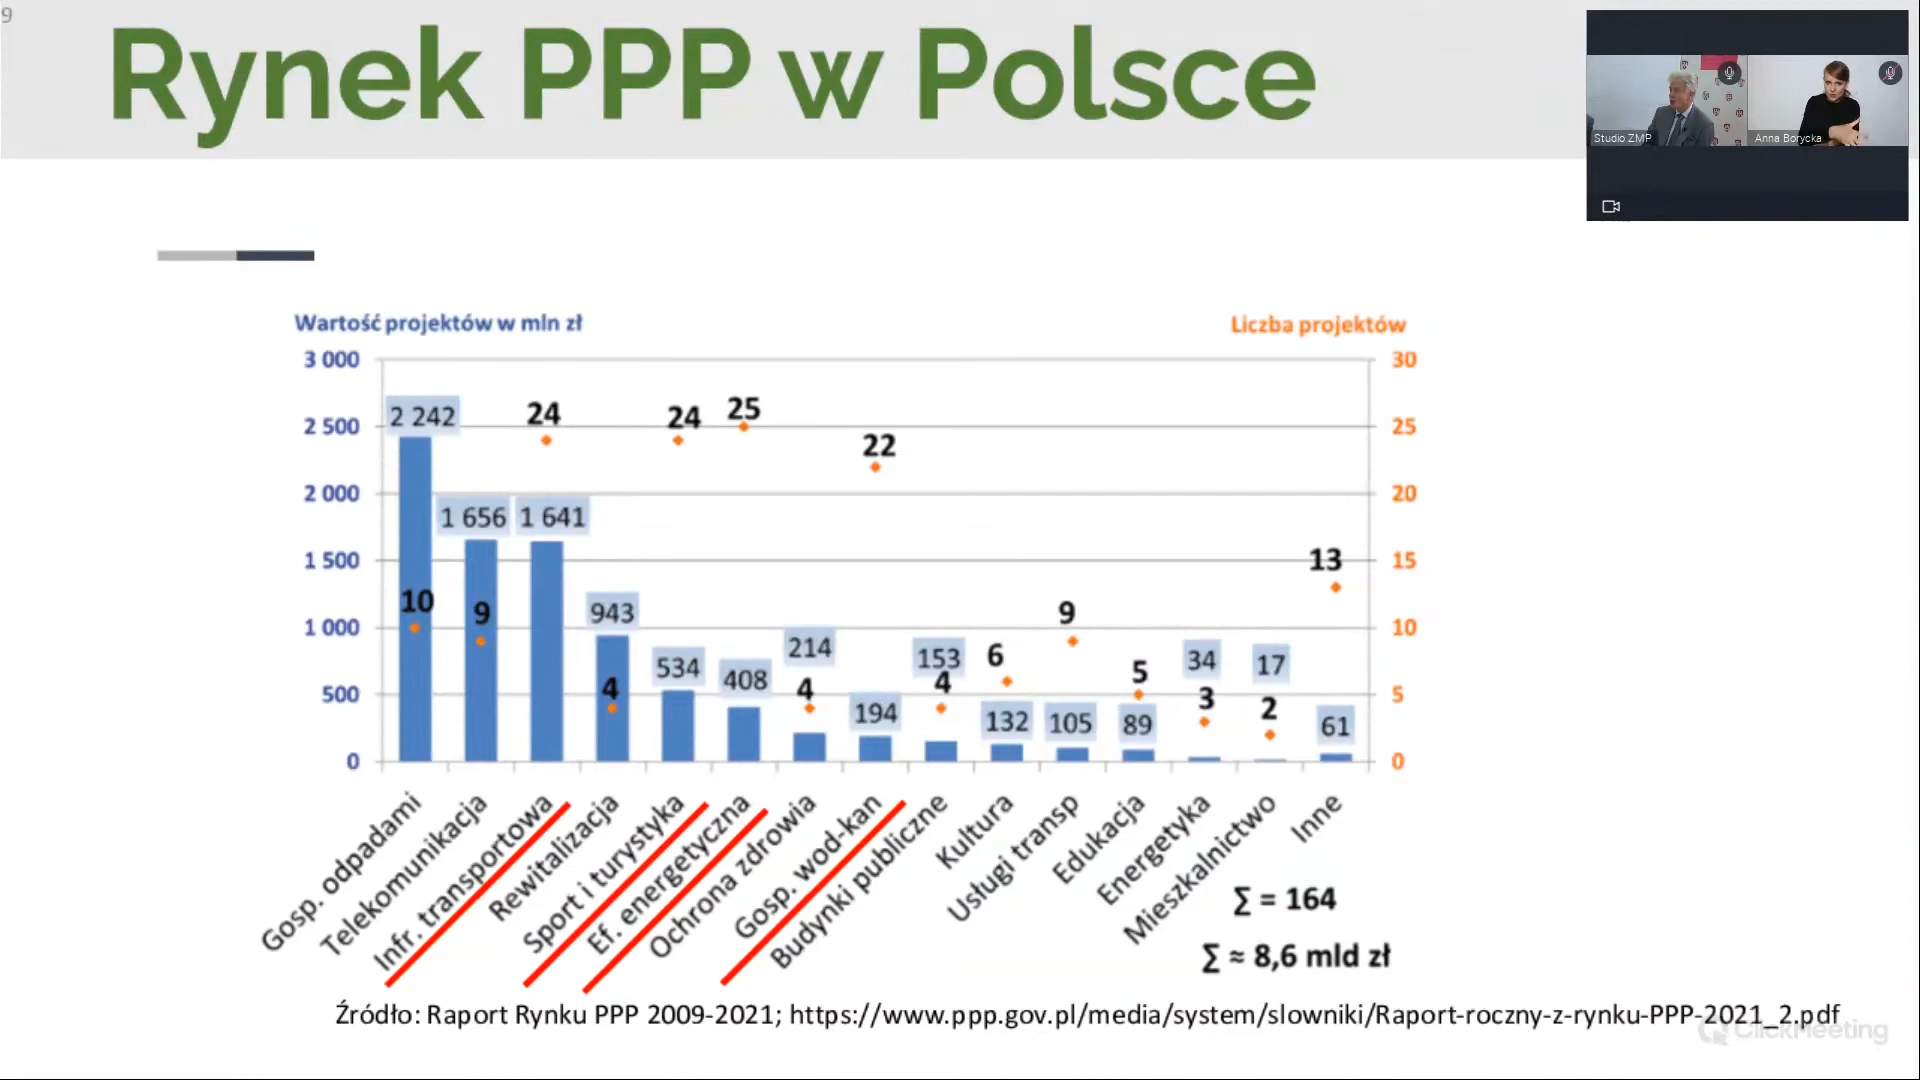 9
Rynek PPP w Polsce
Studio ZMP
Anna Borycka
Wartość projektów w mln zł
Liczba projektów
3 000
2 500
2 000
1 500
1 000
500
0
30
25
20
15
10
5
0
2 242
1 656
1 641
943
534
408
214
194
153
132
105
89
34
17
61
10
9
24
4
24
25
4
22
4
6
9
5
3
2
13
Gosp. odpadami
Telekomunikacja
Infr. transportowa
Rewitalizacja
Sport i turystyka
Ef. energetyczna
Ochrona zdrowia
Gosp. wod-kan
Budynki publiczne
Kultura
Usługi transp
Edukacja
Energetyka
Mieszkalnictwo
Inne
∑ = 164
∑ ≈ 8,6 mld zł
Źródło: Raport Rynku PPP 2009-2021; https://www.ppp.gov.pl/media/system/slowniki/Raport-roczny-z-rynku-PPP-2021_2.pdf
ClickMeeting